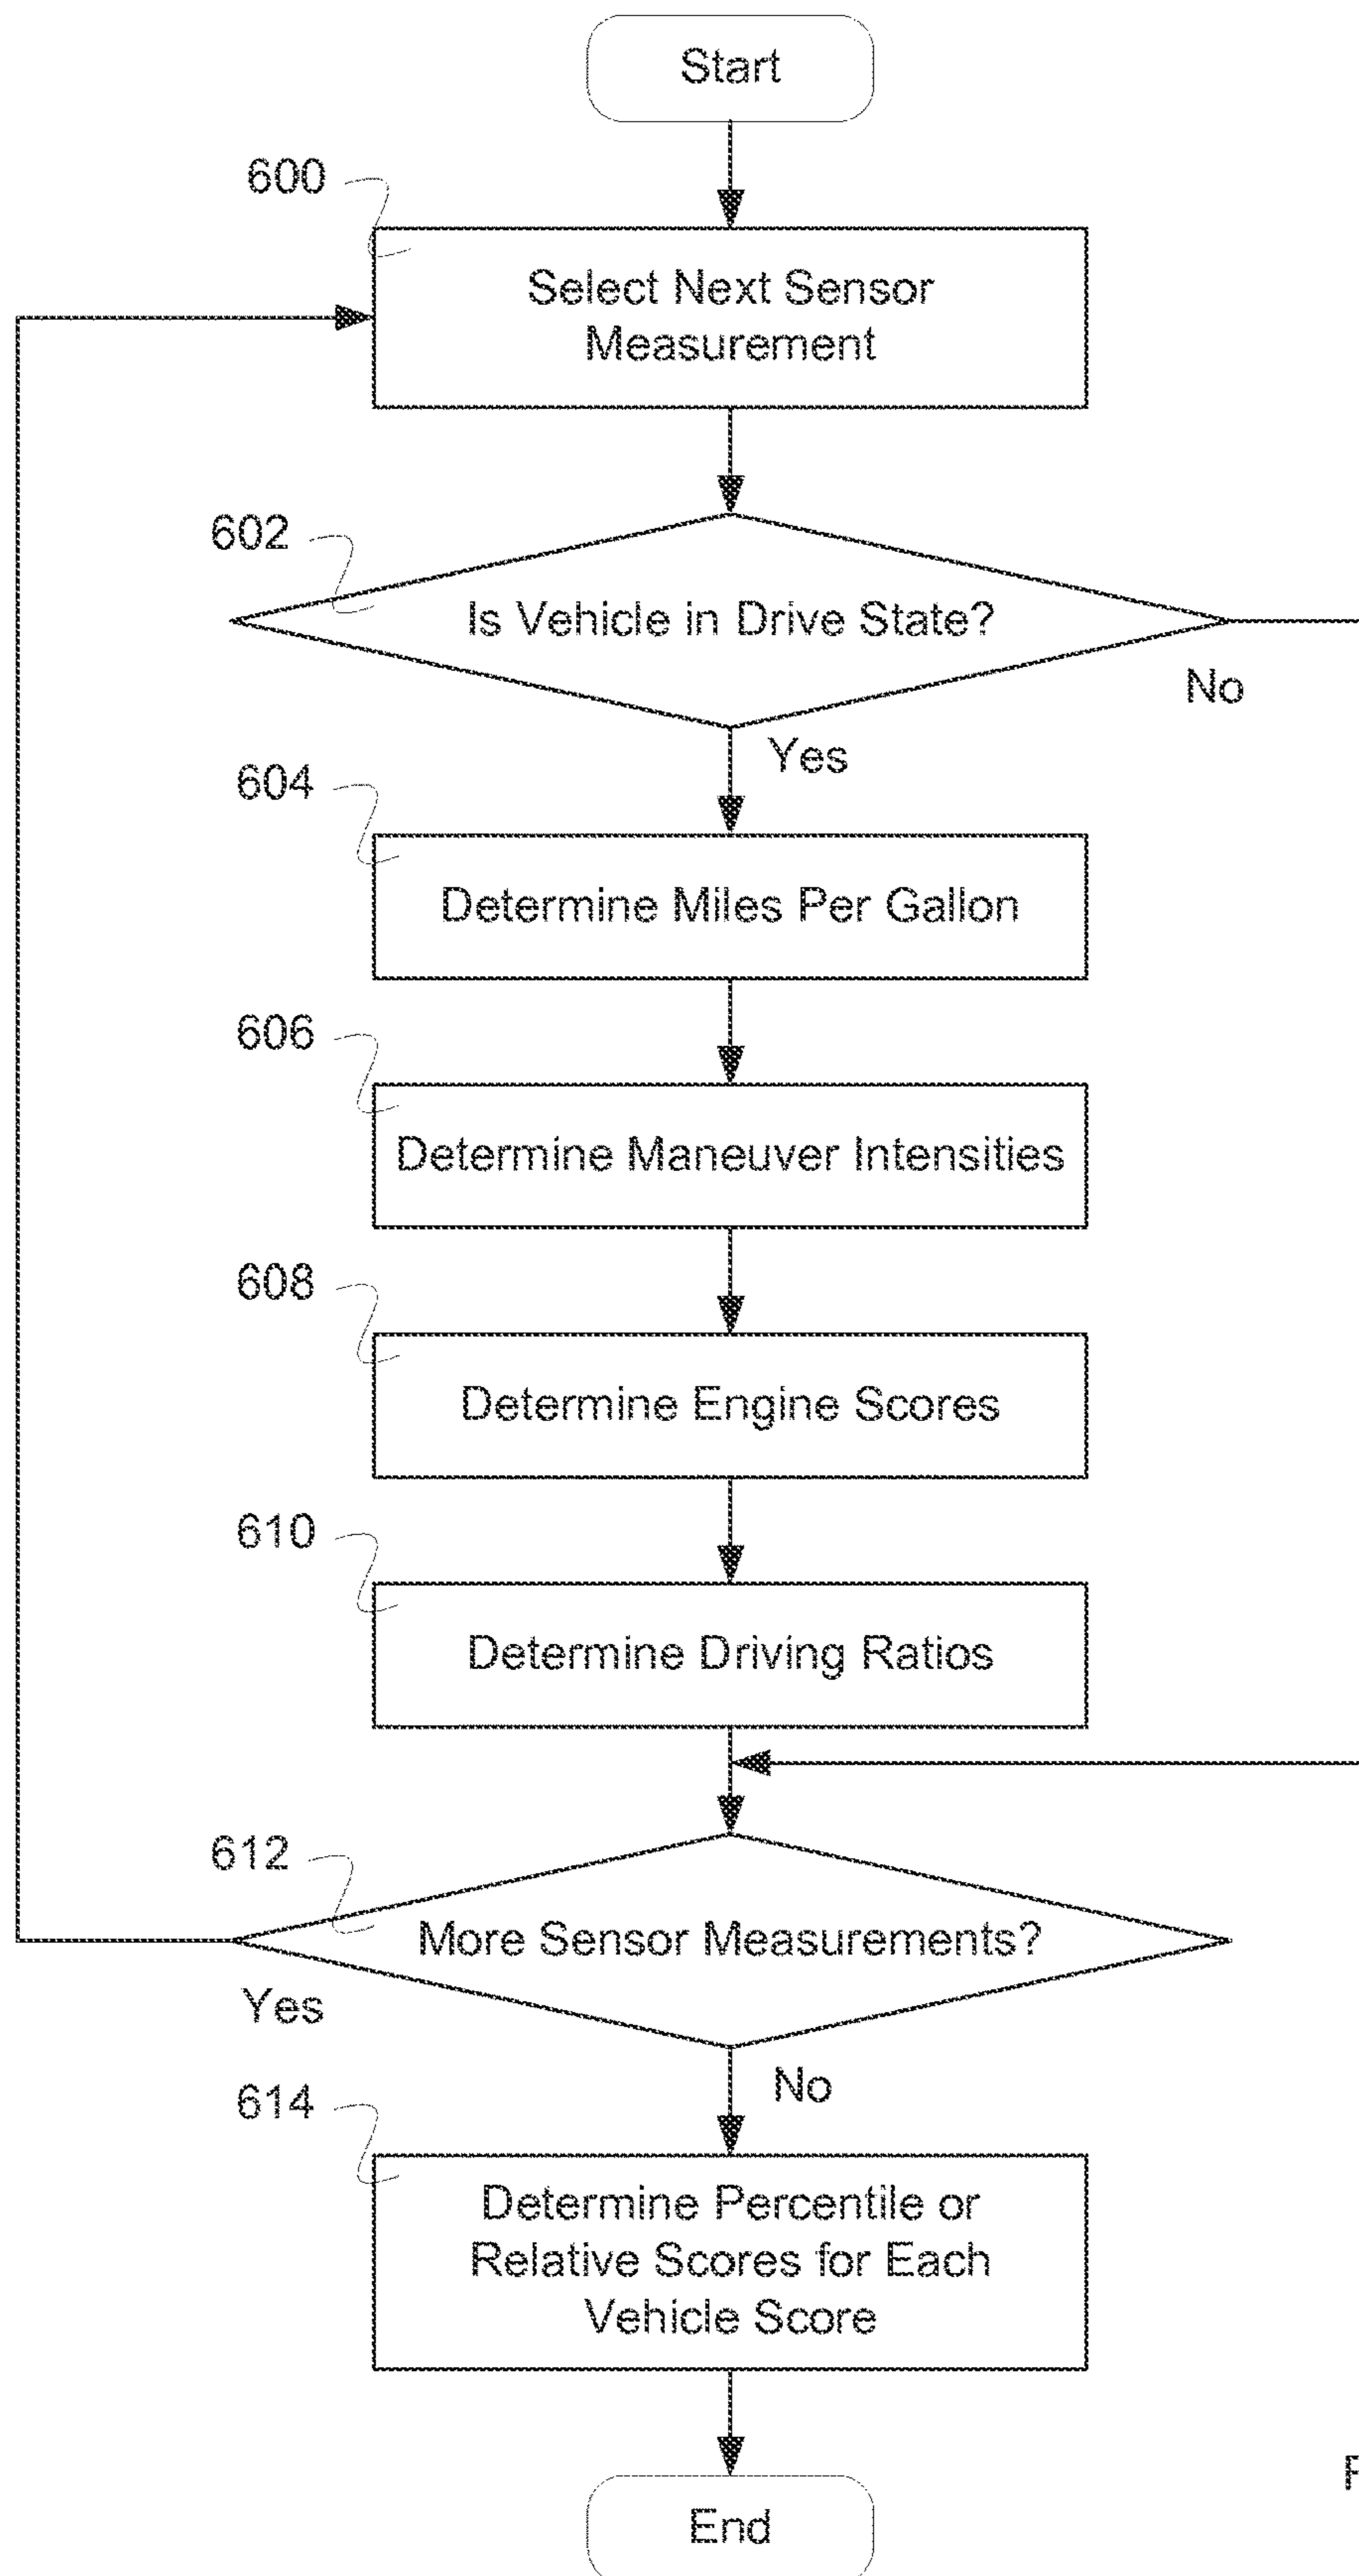 Start
600
Select Next Sensor
Measurement
602
Is Vehicle in Drive State?
No
Yes
604
Determine Miles Per Gallon
606
Determine Maneuver Intensities
608
Determine Engine Scores
610
Determine Driving Ratios
612
More Sensor Measurements?
Yes
No
614
Determine Percentile or
Relative Scores for Each
Vehicle Score
End